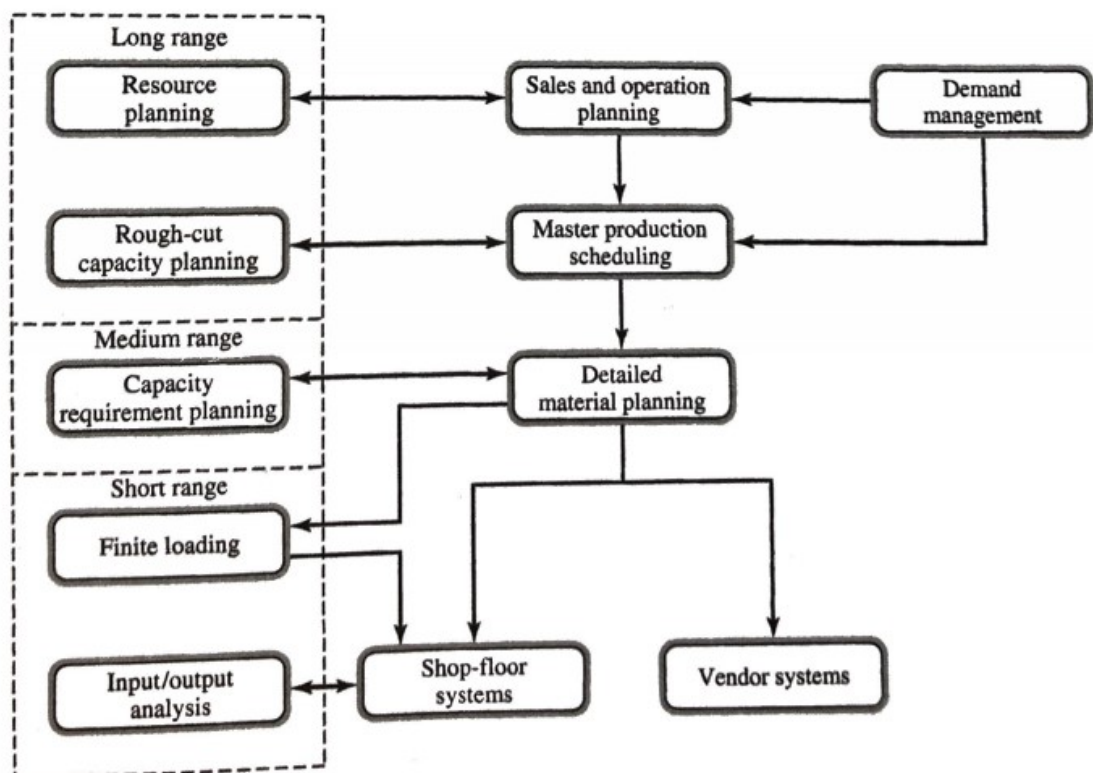 Long range
Resource
planning
Sales and operation
planning
Demand
management
Rough-cut
capacity planning
Master production
scheduling
Medium range
Capacity
requirement planning
Detailed
material planning
Short range
Finite loading
Input/output
analysis
Shop-floor
systems
Vendor systems